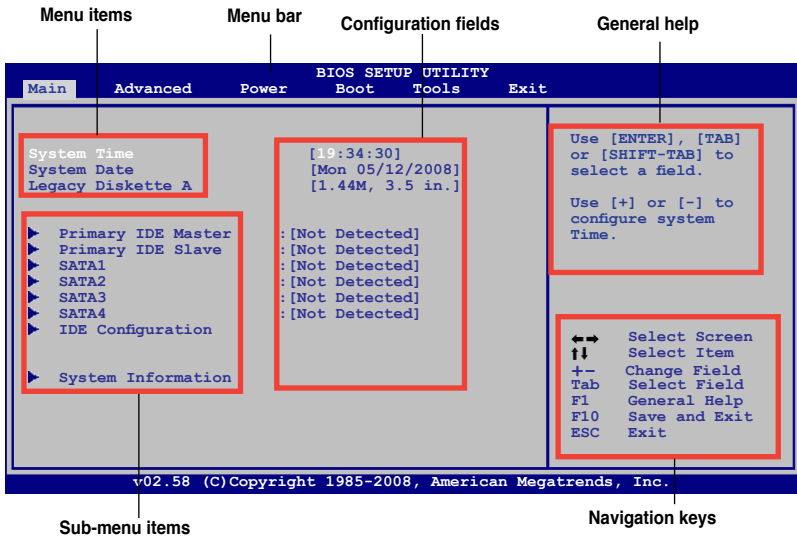 Menu items Menu bar Configuration fields General help
BIOS SETUP UTILITY
Main Advanced Power Boot Tools Exit
System Time [19:34:30]
System Date [Mon 05/12/2008]
Legacy Diskette A [1.44M, 3.5 in.]
Primary IDE Master :[Not Detected]
Primary IDE Slave :[Not Detected]
SATA1 :[Not Detected]
SATA2 :[Not Detected]
SATA3 :[Not Detected]
SATA4 :[Not Detected]
IDE Configuration
System Information
Use [ENTER], [TAB]
or [SHIFT-TAB] to
select a field.
Use [+] or [-] to
configure system
Time.
←→ Select Screen
↑↓ Select Item
+- Change Field
Tab Select Field
F1 General Help
F10 Save and Exit
ESC Exit
v02.58 (C)Copyright 1985-2008, American Megatrends, Inc.
Sub-menu items Navigation keys